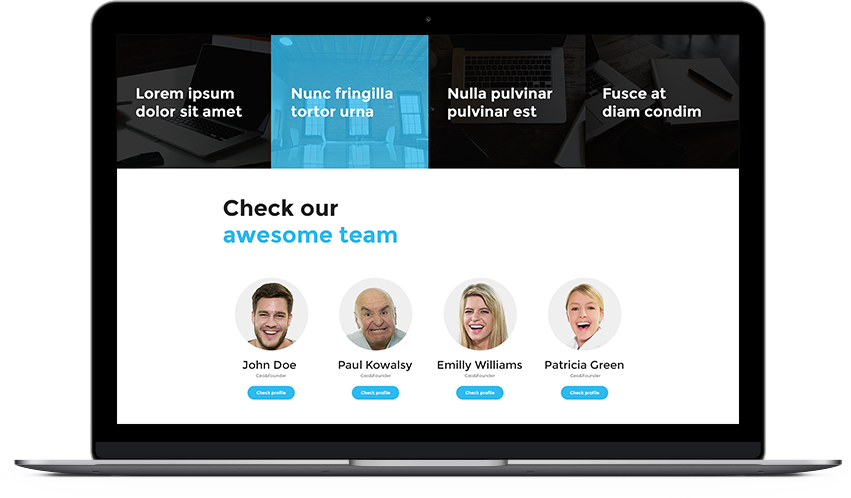 Lorem ipsum
dolor sit amet
Nunc fringilla
tortor urna
Nulla pulvinar
pulvinar est
Fusce at
diam condim
Check our
awesome team
John Doe
Paul Kowalsy
Emilly Williams
Patricia Green
Ceo&Founder
Ceo&Founder
Ceo&Founder
Ceo&Founder
Check profile
Check profile
Check profile
Check profile